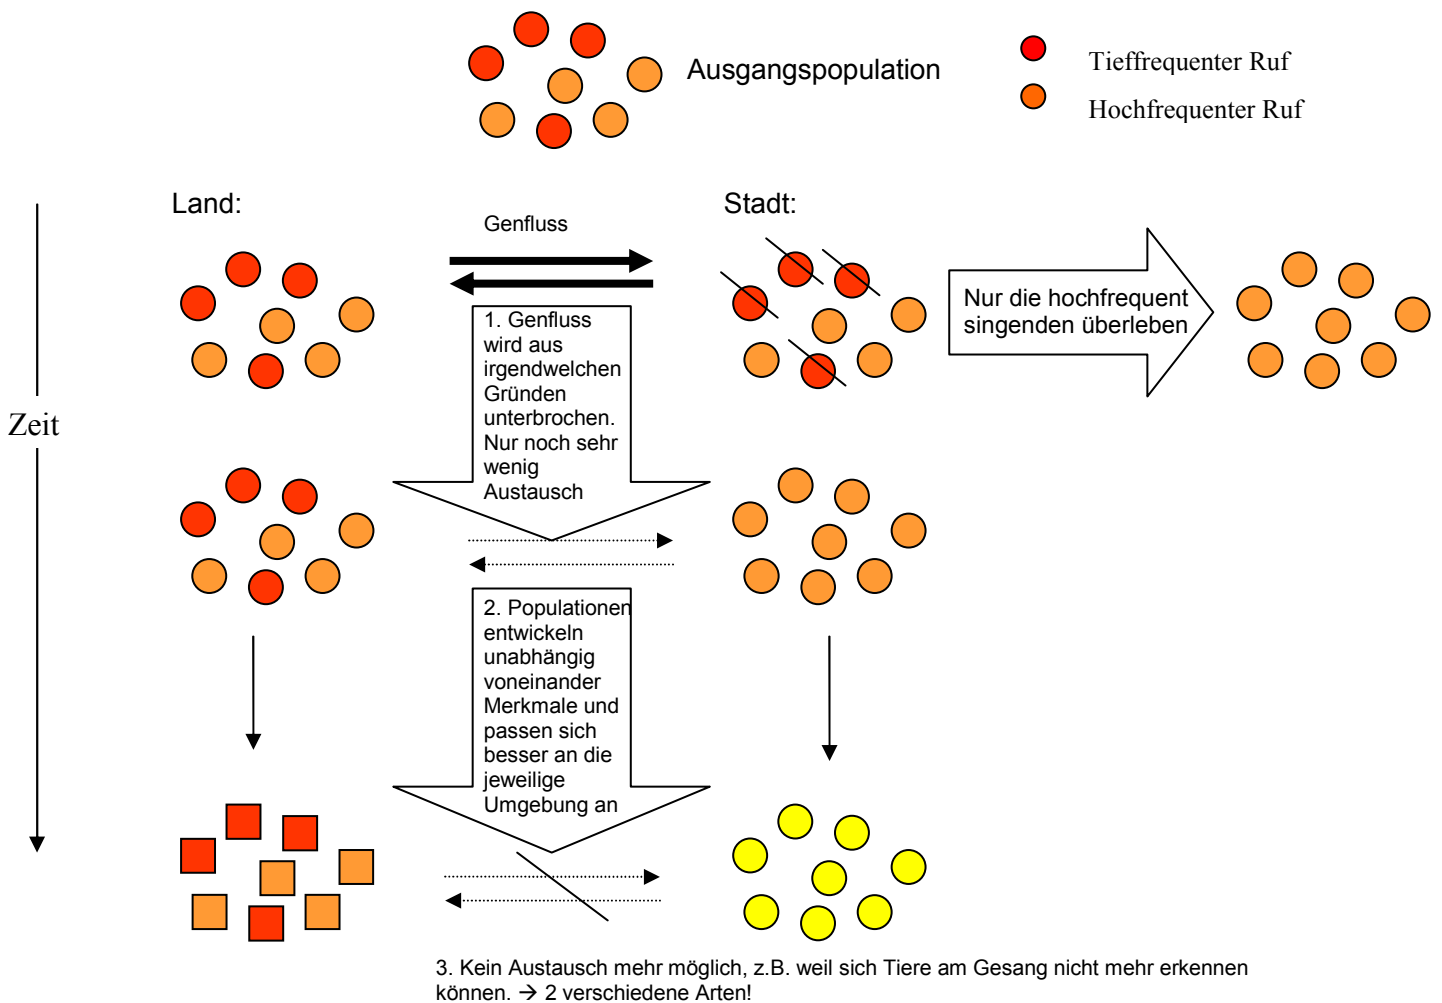 Ausgangspopulation
Tieffrequenter Ruf
Hochfrequenter Ruf
Land:
Genfluss
Stadt:
Nur die hochfrequent
singenden überleben
1. Genfluss
wird aus
irgendwelchen
Gründen
unterbrochen.
Nur noch sehr
wenig
Austausch
Zeit
2. Populationen
entwickeln
unabhängig
voneinander
Merkmale und
passen sich
besser an die
jeweilige
Umgebung an
3. Kein Austausch mehr möglich, z.B. weil sich Tiere am Gesang nicht mehr erkennen
können. → 2 verschiedene Arten!